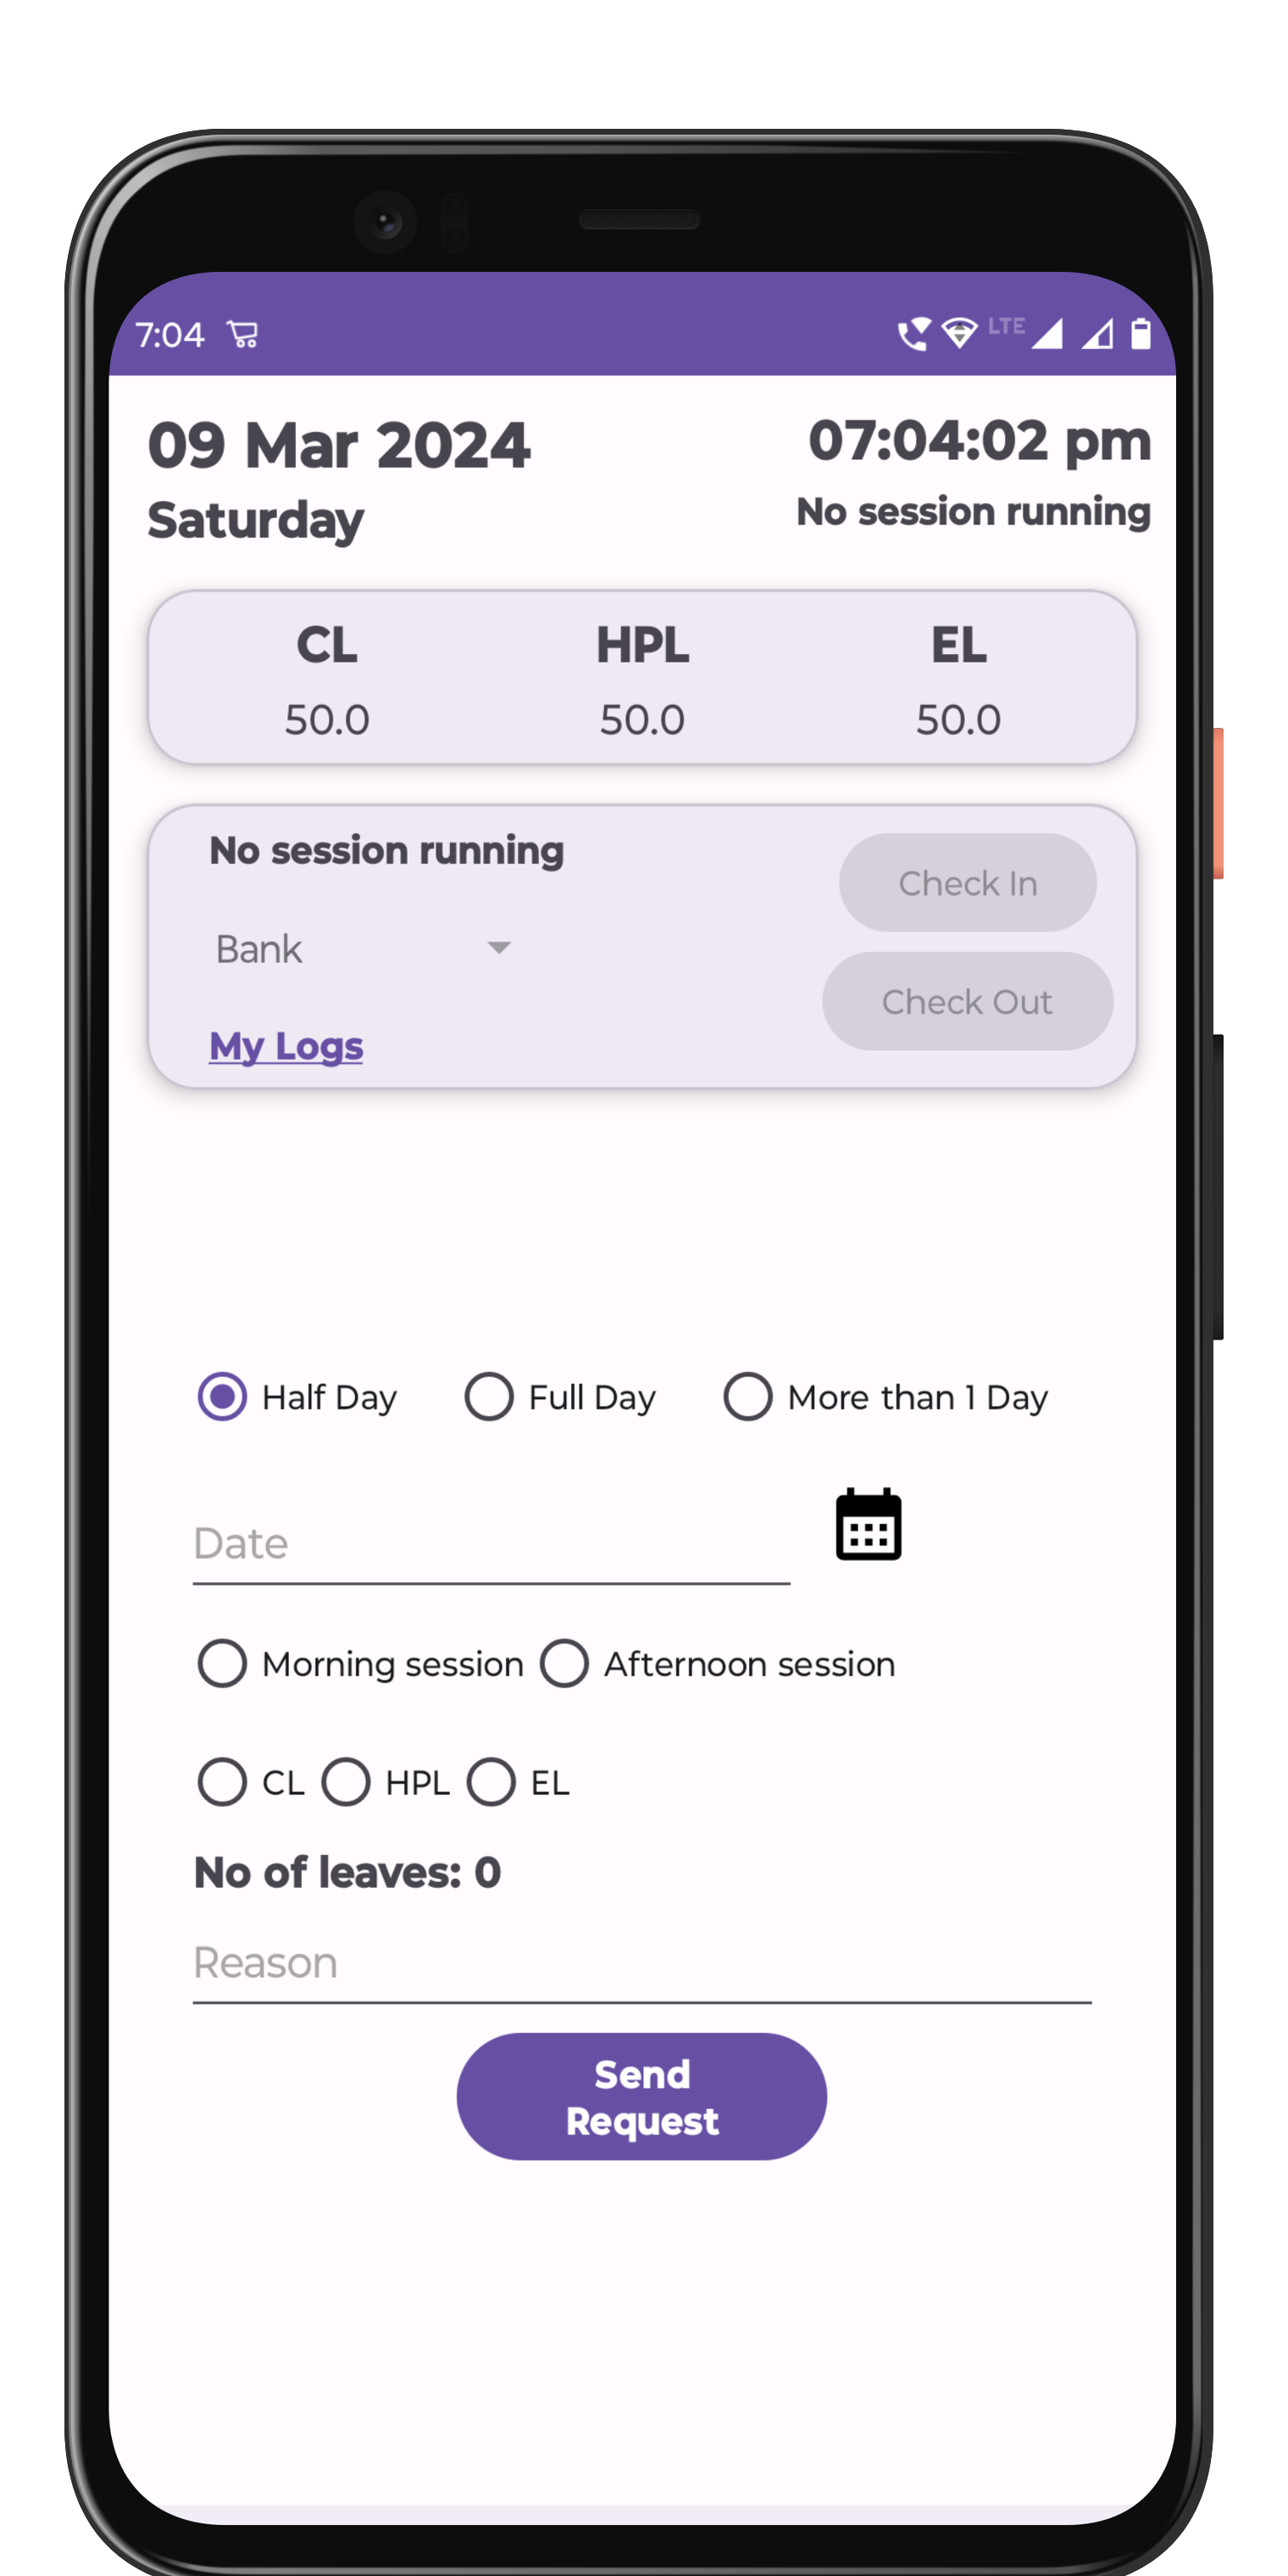 7:04 LTE
09 Mar 2024
07:04:02 pm
Saturday
No session running
CL HPL EL
50.0 50.0 50.0
No session running
Check In
Bank
Check Out
My Logs
Half Day Full Day More than 1 Day
Date
Morning session Afternoon session
CL HPL EL
No of leaves: 0
Reason
Send
Request